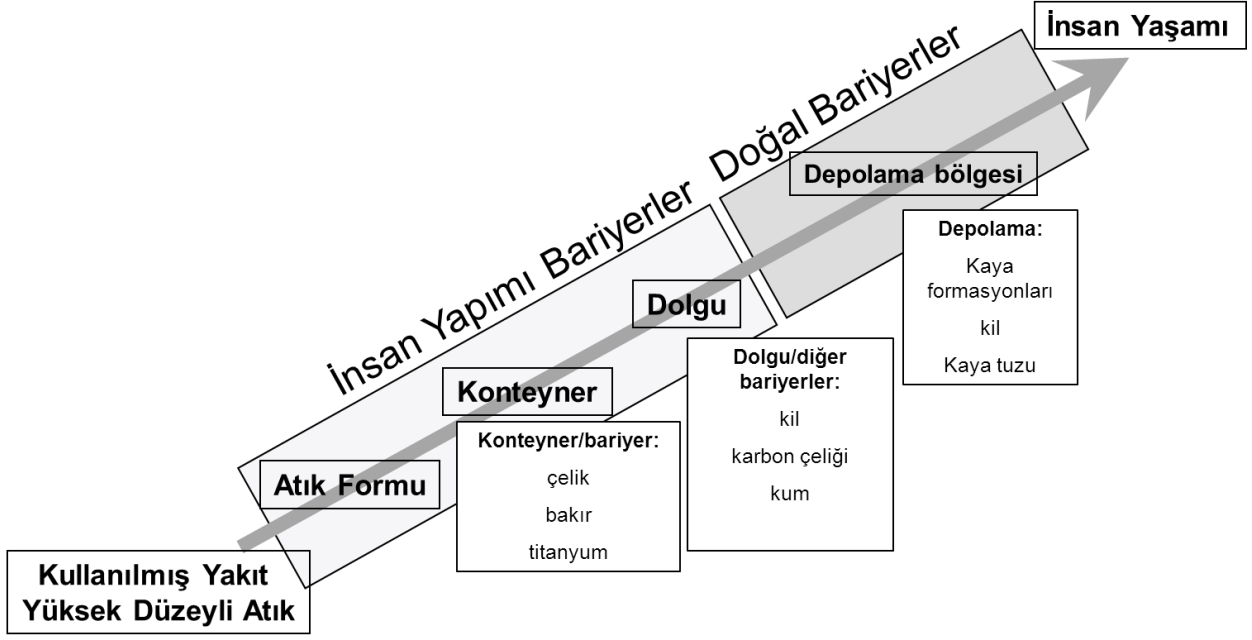 İnsan Yaşamı
Doğal Bariyerler
Depolama bölgesi
Depolama:
Kaya
formasyonları
kil
Kaya tuzu
İnsan Yapımı Bariyerler
Dolgu
Dolgu/diğer
bariyerler:
kil
karbon çeliği
kum
Konteyner
Konteyner/bariyer:
çelik
bakır
titanyum
Atık Formu
Kullanılmış Yakıt
Yüksek Düzeyli Atık